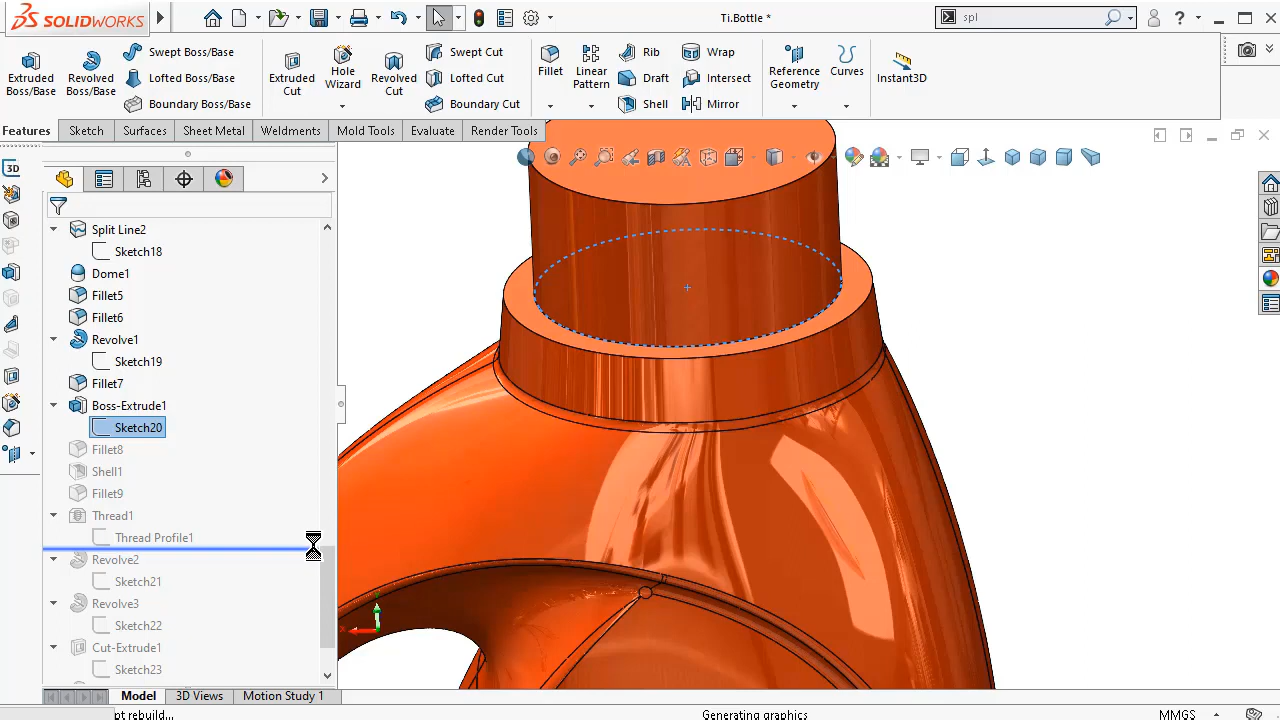 SOLIDWORKS
Ti.Bottle *
spl
Extruded Boss/Base
Revolved Boss/Base
Swept Boss/Base
Lofted Boss/Base
Boundary Boss/Base
Extruded Cut
Hole Wizard
Revolved Cut
Swept Cut
Lofted Cut
Boundary Cut
Fillet
Linear Pattern
Rib
Draft
Shell
Wrap
Intersect
Mirror
Reference Geometry
Curves
Instant3D
Features Sketch Surfaces Sheet Metal Weldments Mold Tools Evaluate Render Tools
3D
Split Line2
Sketch18
Dome1
Fillet5
Fillet6
Revolve1
Sketch19
Fillet7
Boss-Extrude1
Sketch20
Fillet8
Shell1
Fillet9
Thread1
Thread Profile1
Revolve2
Sketch21
Revolve3
Sketch22
Cut-Extrude1
Sketch23
Model 3D Views Motion Study 1
pt rebuild... Generating graphics MMGS